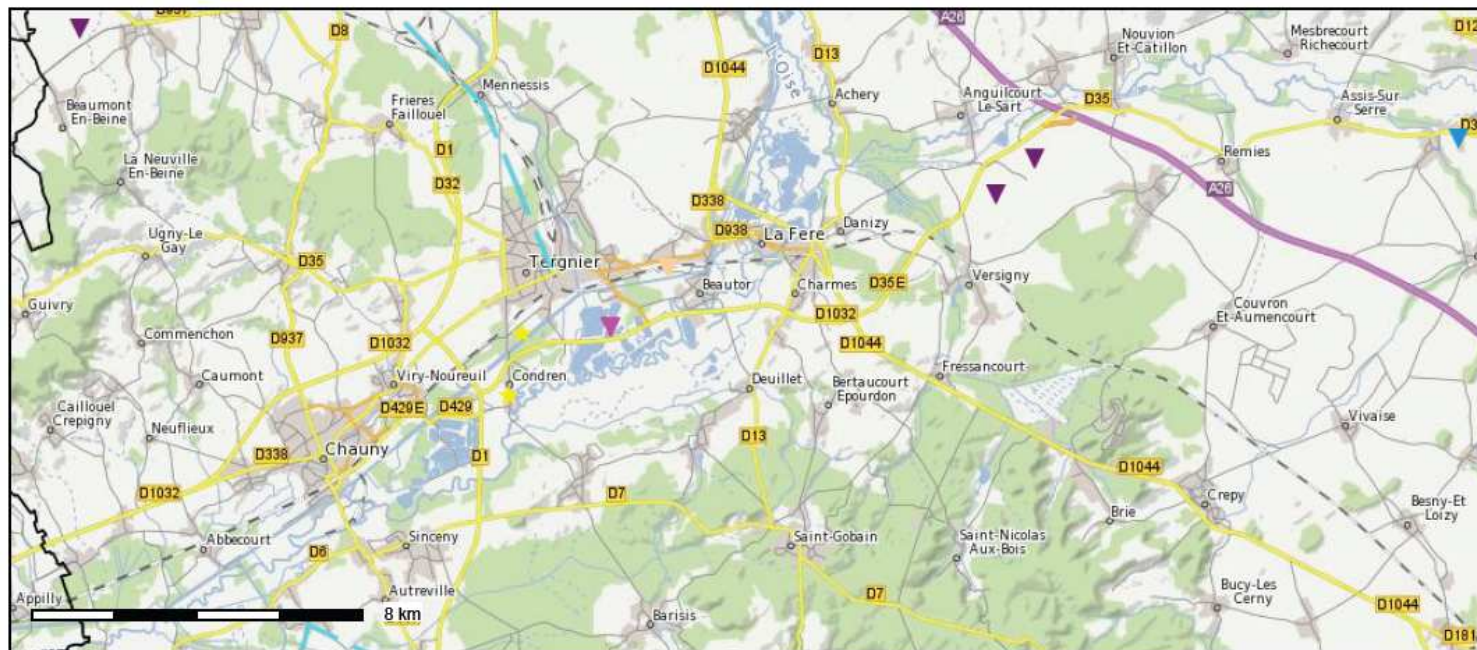 D937
D8
D1044
D13
L'Oise
A26
Nouvion
Et-Catillon
Mesbrecourt
Richecourt
D12
Mennessis
Beaumont
En-Beine
Frieres
Faillouel
Achery
Anguilcourt
Le-Sart
D35
Assis-Sur
Serre
D3
D1
Remies
La Neuville
En-Beine
D32
A26
D338
Ugny-Le
Gay
D938
La Fere
Danizy
D35
Tergnier
Beautor
Charmes
D35E
Versigny
Guivry
Commenchon
D937
D1032
D1032
D1044
Couvron
Et-Aumencourt
Caumont
Viry-Noureuil
Condren
Deuillet
Bertaucourt
Epourdon
Fressancourt
Caillouel
Crepigny
Neuflieux
D429E
D429
Vivaise
D338
Chauny
D1
D13
D1044
D1032
D7
Crepy
Besny-Et
Loizy
Brie
Abbecourt
D6
Sinceny
Saint-Gobain
Saint-Nicolas
Aux-Bois
Appilly
Autreville
D7
Bucy-Les
Cerny
D1044
8 km
Barisis
D181